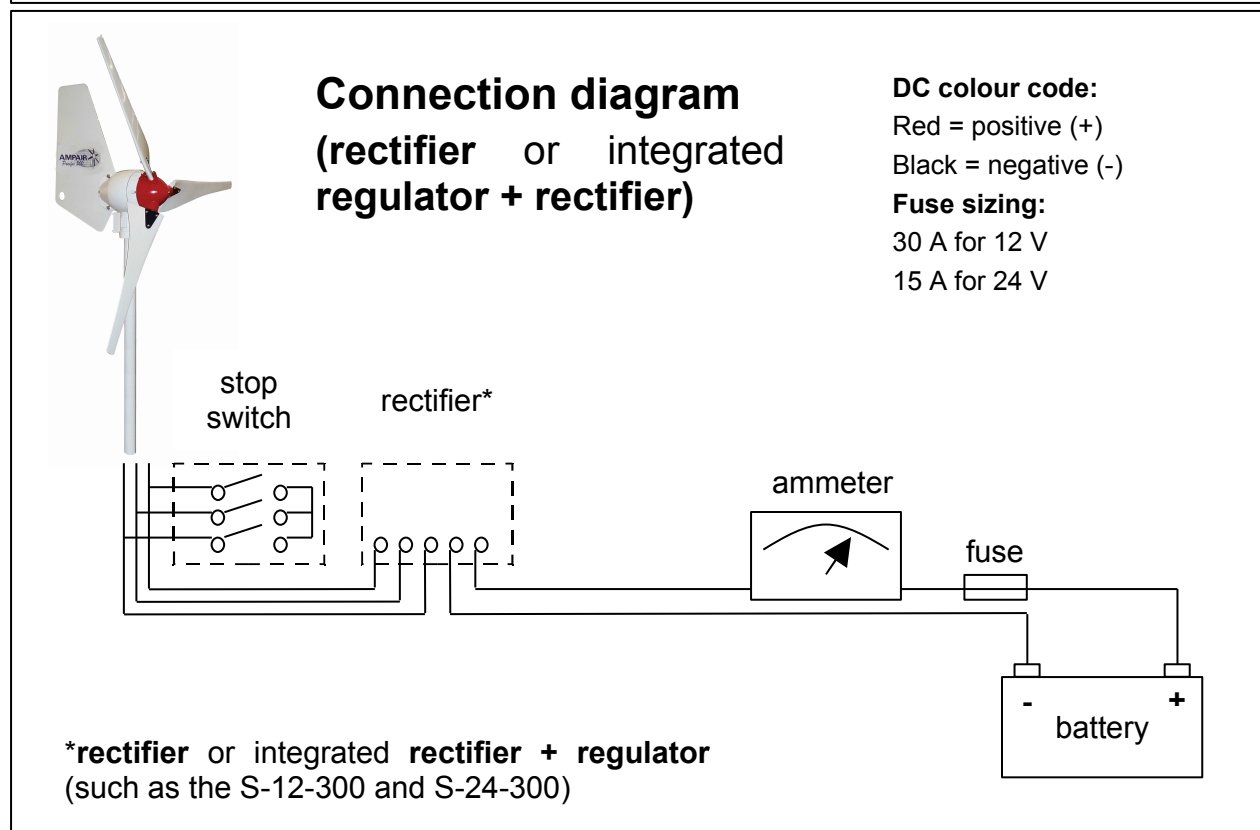 Connection diagram
(rectifier or integrated
regulator + rectifier)
DC colour code:
Red = positive (+)
Black = negative (-)
Fuse sizing:
30 A for 12 V
15 A for 24 V
AMPAIR
stop
switch
rectifier*
ammeter
fuse
- +
battery
*rectifier or integrated rectifier + regulator
(such as the S-12-300 and S-24-300)